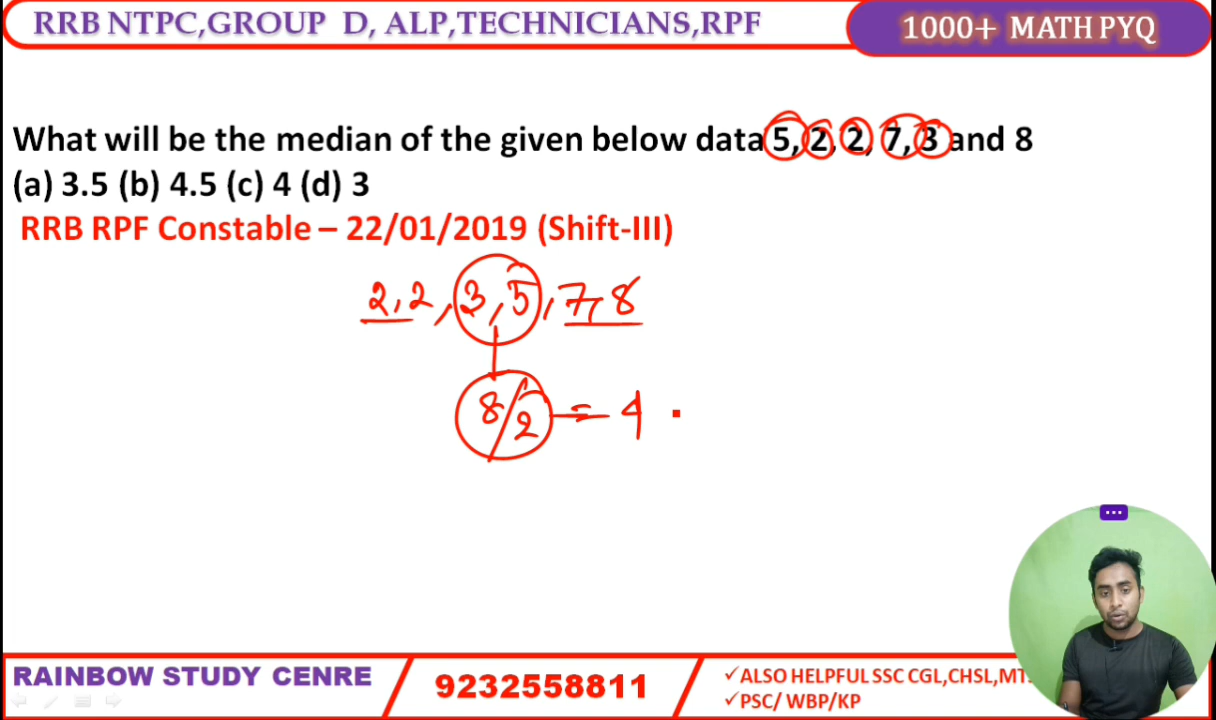 RRB NTPC,GROUP D, ALP,TECHNICIANS,RPF
1000+ MATH PYQ
What will be the median of the given below data 5, 2, 2, 7, 3 and 8
(a) 3.5 (b) 4.5 (c) 4 (d) 3
RRB RPF Constable – 22/01/2019 (Shift-III)
2, 2, 3, 5, 7, 8
8/2 = 4
RAINBOW STUDY CENRE
9232558811
✓ALSO HELPFUL SSC CGL,CHSL,MT
✓PSC/ WBP/KP